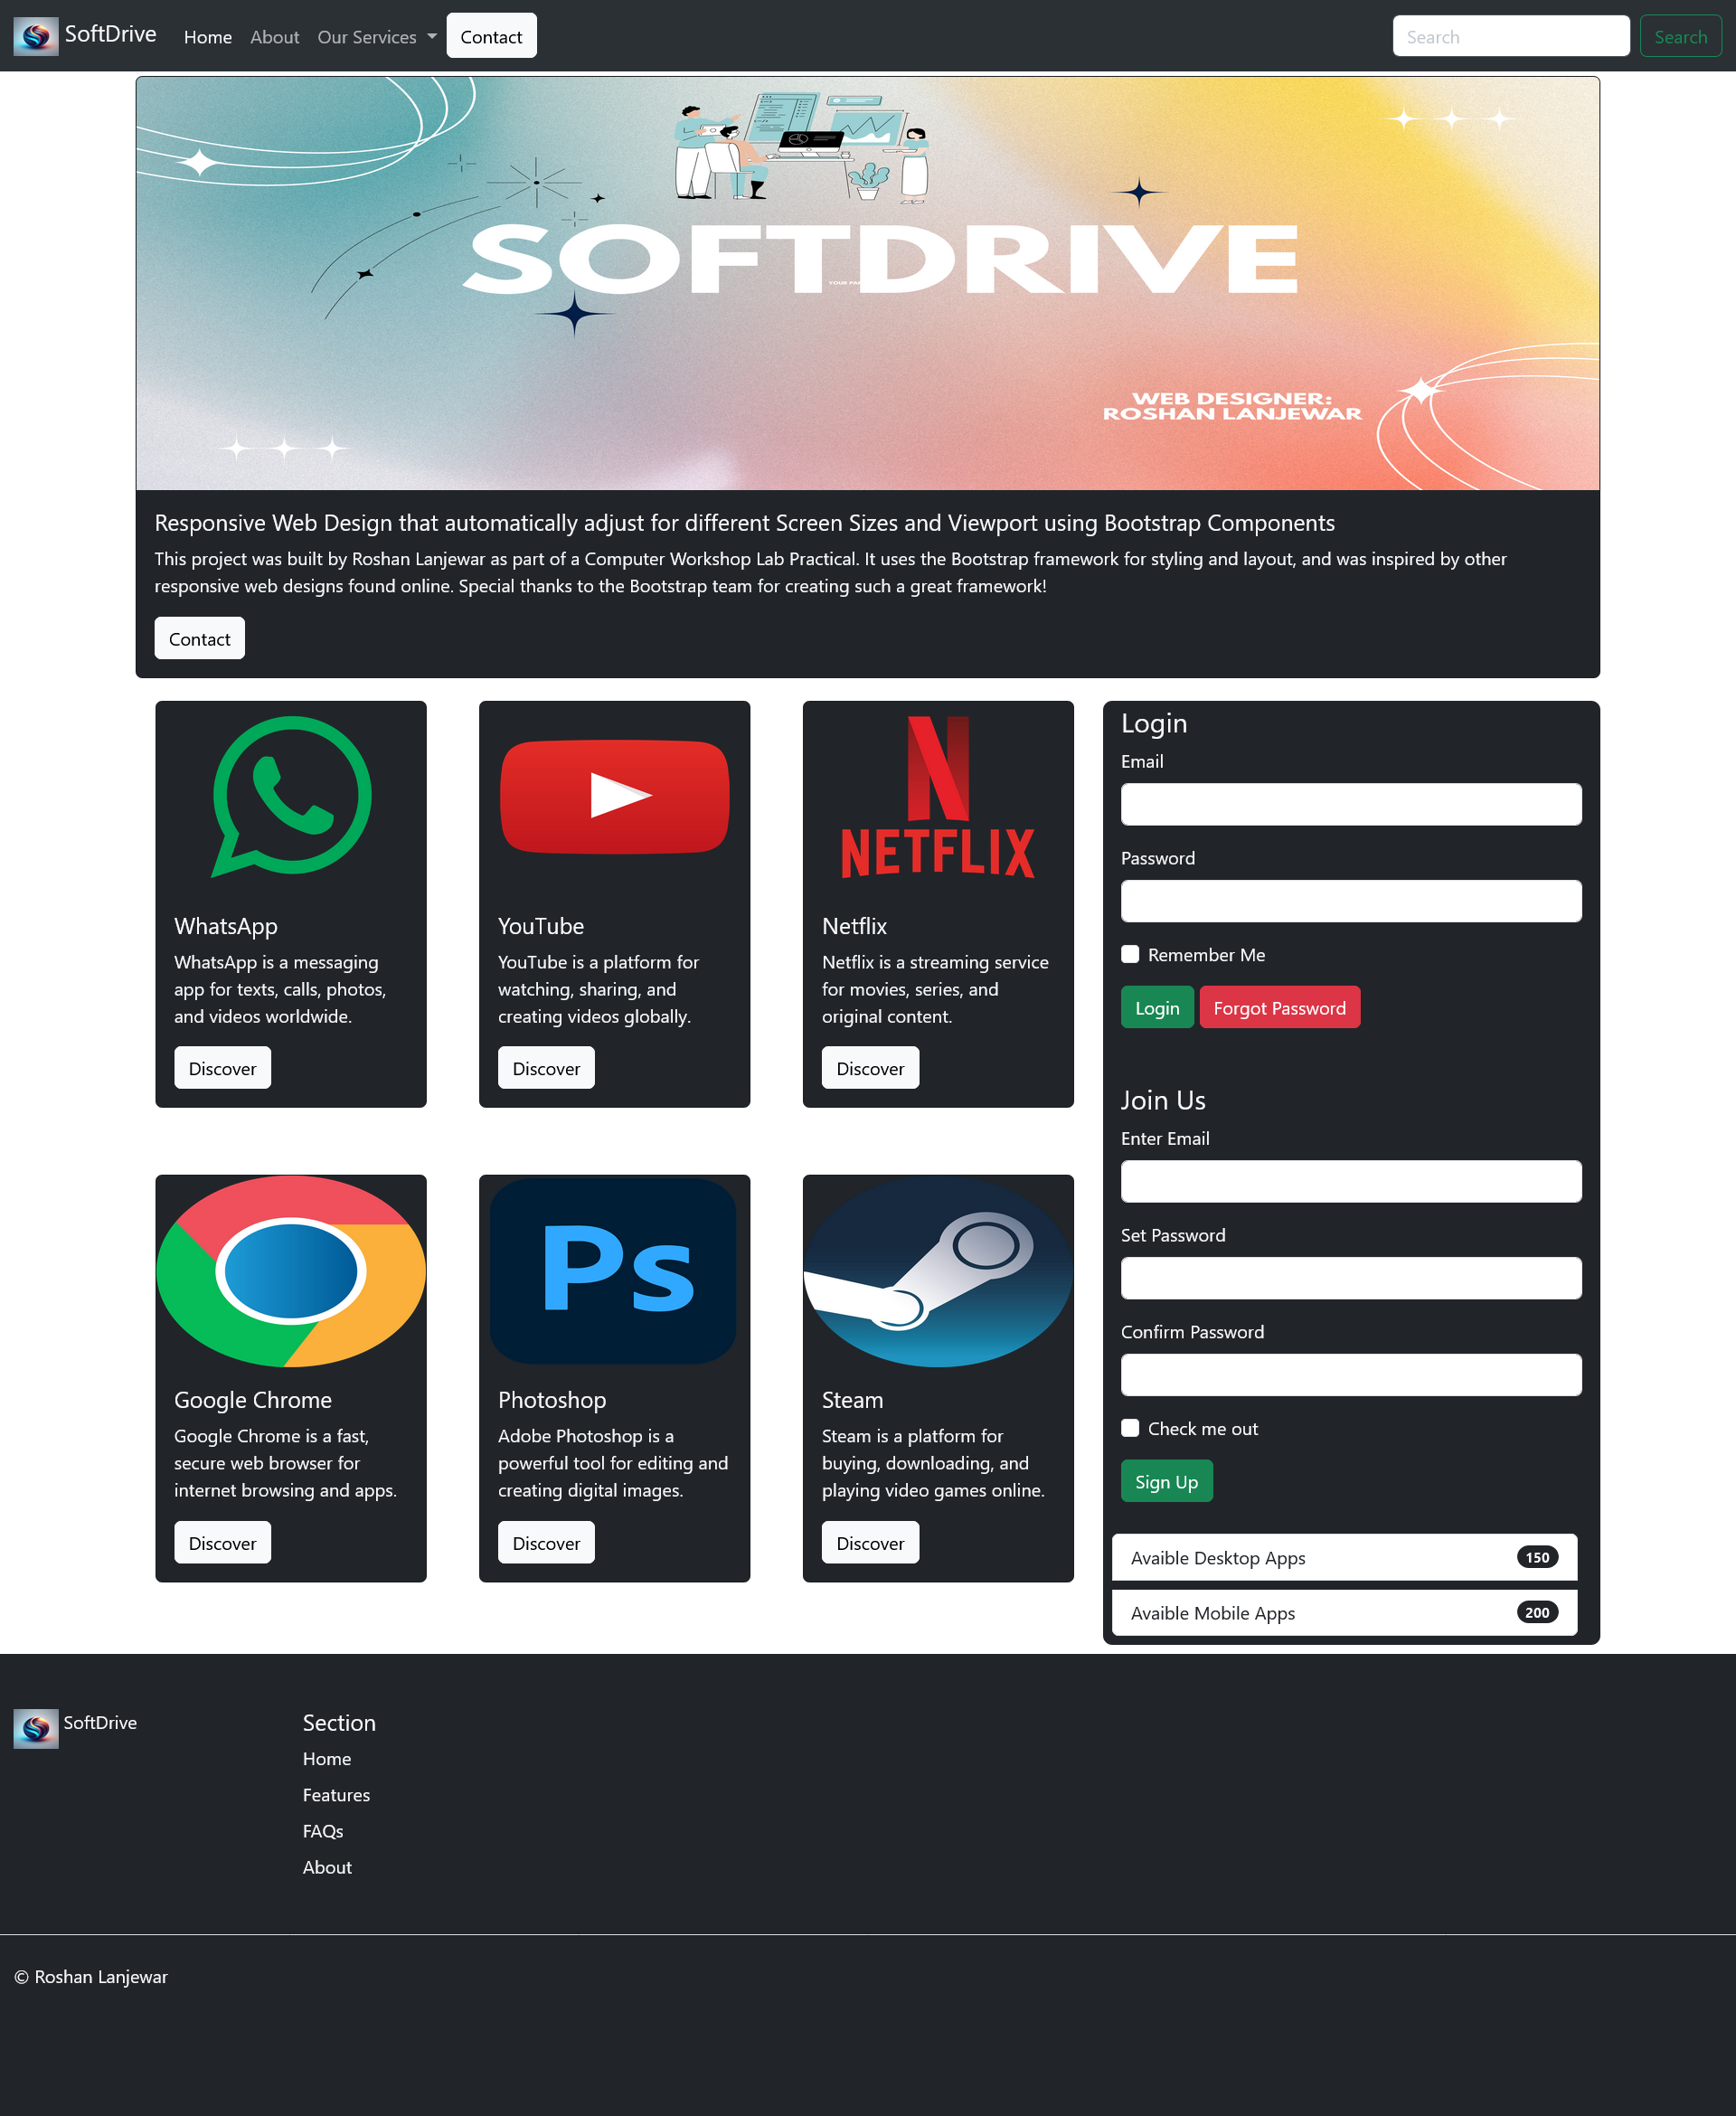 SoftDrive
Home
About
Our Services
Contact
Search
Search
SOFTDRIVE
WEB DESIGNER:
ROSHAN LANJEWAR
Responsive Web Design that automatically adjust for different Screen Sizes and Viewport using Bootstrap Components
This project was built by Roshan Lanjewar as part of a Computer Workshop Lab Practical. It uses the Bootstrap framework for styling and layout, and was inspired by other
responsive web designs found online. Special thanks to the Bootstrap team for creating such a great framework!
Contact
WhatsApp
WhatsApp is a messaging
app for texts, calls, photos,
and videos worldwide.
Discover
YouTube
YouTube is a platform for
watching, sharing, and
creating videos globally.
Discover
NETFLIX
Netflix
Netflix is a streaming service
for movies, series, and
original content.
Discover
Google Chrome
Google Chrome is a fast,
secure web browser for
internet browsing and apps.
Discover
Ps
Photoshop
Adobe Photoshop is a
powerful tool for editing and
creating digital images.
Discover
Steam
Steam is a platform for
buying, downloading, and
playing video games online.
Discover
Login
Email
Password
Remember Me
Login
Forgot Password
Join Us
Enter Email
Set Password
Confirm Password
Check me out
Sign Up
Avaible Desktop Apps 150
Avaible Mobile Apps 200
SoftDrive
Section
Home
Features
FAQs
About
© Roshan Lanjewar